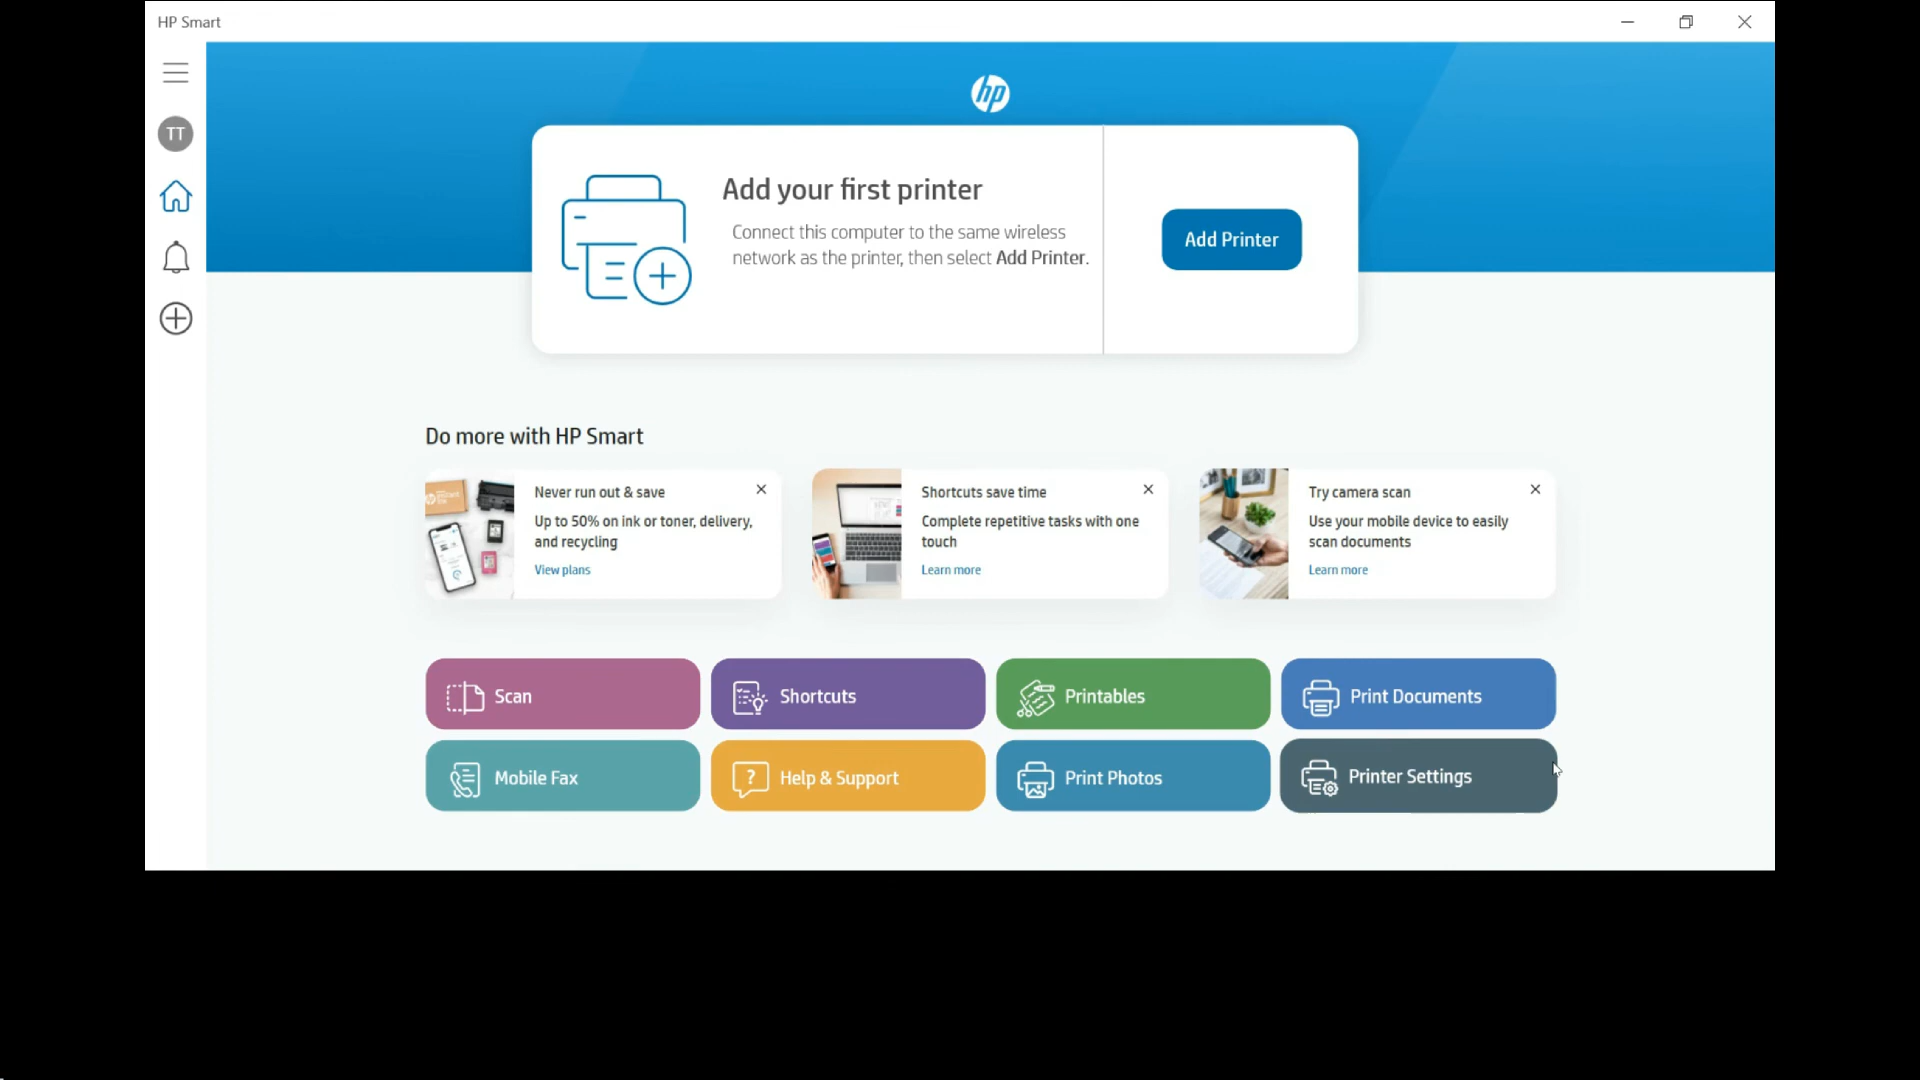 HP Smart
TT
hp
Add your first printer
Connect this computer to the same wireless
network as the printer, then select Add Printer.
Add Printer
Do more with HP Smart
Never run out & save
Up to 50% on ink or toner, delivery,
and recycling
View plans
Shortcuts save time
Complete repetitive tasks with one
touch
Learn more
Try camera scan
Use your mobile device to easily
scan documents
Learn more
Scan
Shortcuts
Printables
Print Documents
Mobile Fax
Help & Support
Print Photos
Printer Settings